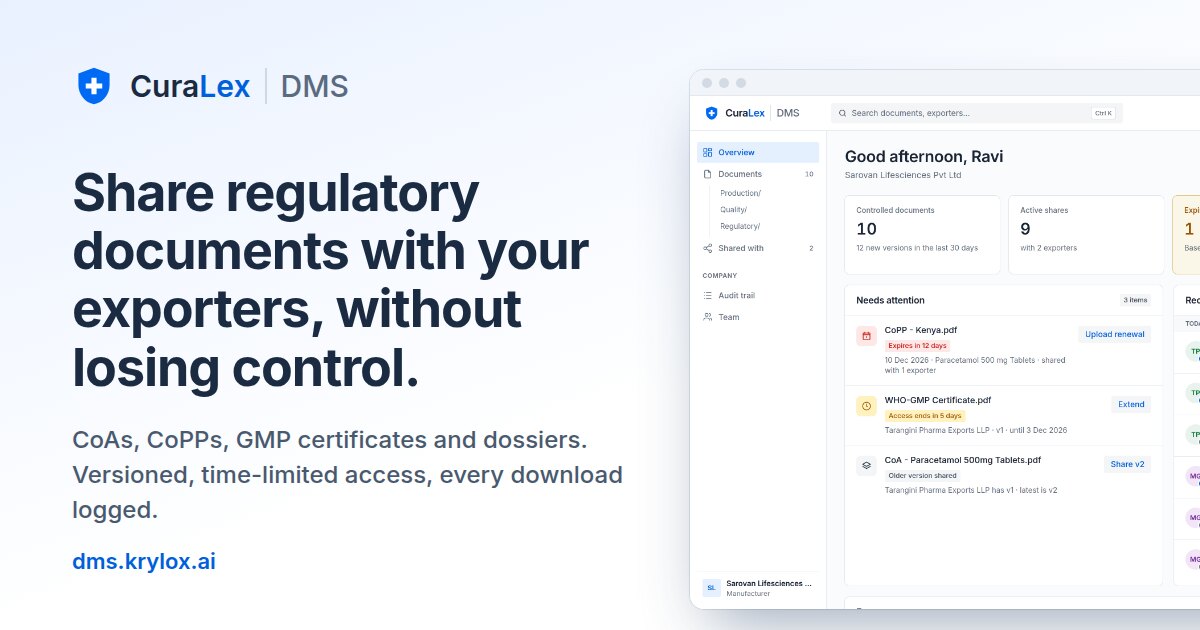 CuraLex | DMS
Share regulatory
documents with your
exporters, without
losing control.
CoAs, CoPPs, GMP certificates and dossiers.
Versioned, time-limited access, every download
logged.
dms.krylox.ai
CuraLex | DMS
Search documents, exporters...
Ctrl K
Overview
Documents 10
Production/
Quality/
Regulatory/
Shared with 2
COMPANY
Audit trail
Team
SL
Sarovan Lifesciences ...
Manufacturer
Good afternoon, Ravi
Sarovan Lifesciences Pvt Ltd
Controlled documents
10
12 new versions in the last 30 days
Active shares
9
with 2 exporters
1
Needs attention
3 items
CoPP - Kenya.pdf
Expires in 12 days
10 Dec 2026 · Paracetamol 500 mg Tablets · shared
with 1 exporter
Upload renewal
WHO-GMP Certificate.pdf
Access ends in 5 days
Tarangini Pharma Exports LLP · v1 · until 3 Dec 2026
Extend
CoA - Paracetamol 500mg Tablets.pdf
Older version shared
Tarangini Pharma Exports LLP has v1 · latest is v2
Share v2
TP
TP
TP
MG
MG
MG